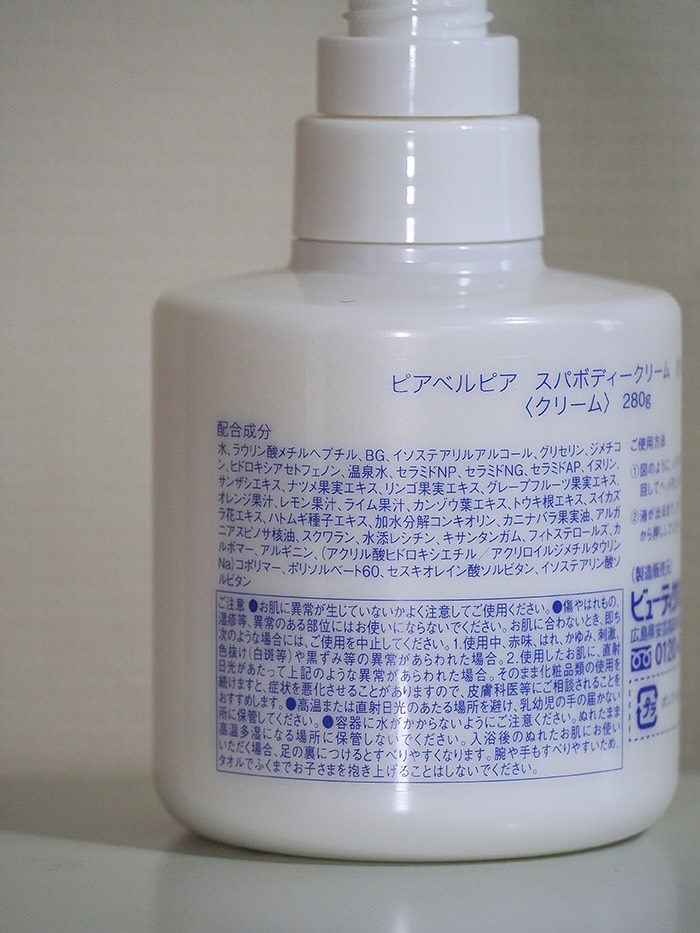 ピアベルピア スパボディークリーム
〈クリーム〉 280g
配合成分
水、ラウリン酸メチルヘプチル、BG、イソステアリルアルコール、グリセリン、ジメチコ
ン、ヒドロキシアセトフェノン、温泉水、セラミドNP、セラミドNG、セラミドAP、イヌリン、
サンザシエキス、ナツメ果実エキス、リンゴ果実エキス、グレープフルーツ果実エキス、
オレンジ果汁、レモン果汁、ライム果汁、カンゾウ葉エキス、トウキ根エキス、スイカズ
ラ花エキス、ハトムギ種子エキス、加水分解コンキオリン、カニナバラ果実油、アルガ
ニアスピノサ核油、スクワラン、水添レシチン、キサンタンガム、フィトステロールズ、カ
ルボマー、アルギニン、(アクリル酸ヒドロキシエチル／アクリロイルジメチルタウリン
Na)コポリマー、ポリソルベート60、セスキオレイン酸ソルビタン、イソステアリン酸ソ
ルビタン
ご注意 ●お肌に異常が生じていないかよく注意してご使用ください。●傷やはれもの、
湿疹等、異常のある部位にはお使いにならないでください。お肌に合わないとき、即ち
次のような場合には、ご使用を中止してください。1.使用中、赤味、はれ、かゆみ、刺激、
色抜け(白斑等)や黒ずみ等の異常があらわれた場合。2.使用したお肌に、直射
日光があたって上記のような異常があらわれた場合。そのまま化粧品類の使用を
続けますと、症状を悪化させることがありますので、皮膚科医等にご相談されることを
おすすめします。●高温または直射日光のあたる場所を避け、乳幼児の手の届かない
所に保管してください。●容器に水がかからないようにご注意ください。ぬれたまま
高温多湿になる場所に保管しないでください。入浴後のぬれたお肌にお使い
いただく場合、足の裏につけるとすべりやすくなります。腕や手もすべりやすいため、
タオルでふくまでお子さまを抱き上げることはしないでください。
ご使用方法
①図のように、
回して
②液が出るまで
から押し
〈製造販売元〉
ビューティ
広島県安芸高田
0120
プラ